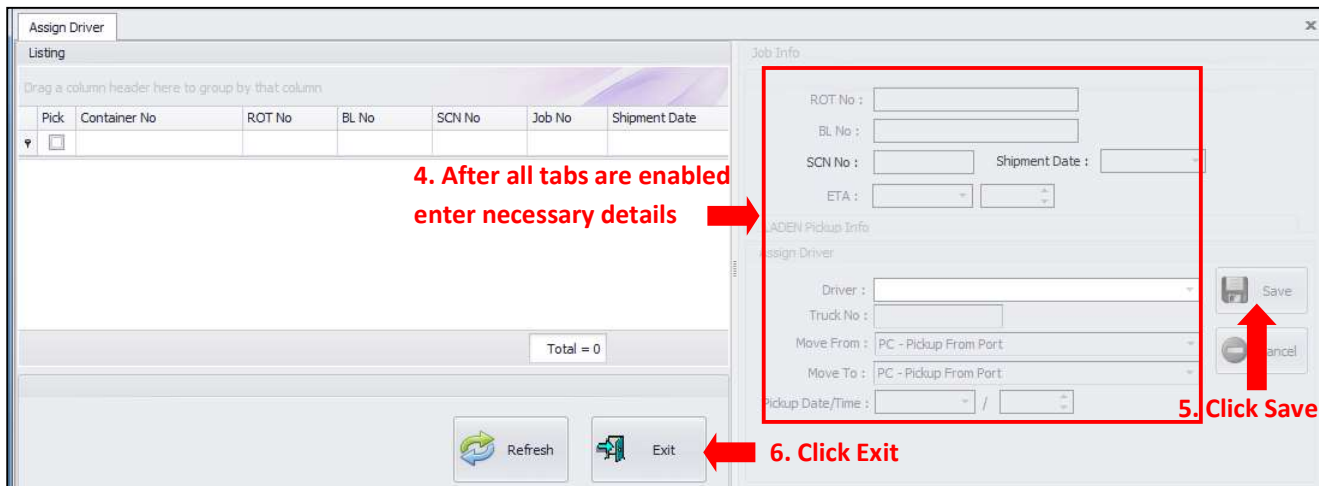 Assign Driver
x
Listing
Job Info
Drag a column header here to group by that column
Pick Container No ROT No BL No SCN No Job No Shipment Date
ROT No :
BL No :
SCN No : Shipment Date :
ETA :
4. After all tabs are enabled
enter necessary details
LADEN Pickup Info
Assign Driver
Driver :
Save
Truck No :
Total = 0
Move From : PC - Pickup From Port
Cancel
Move To : PC - Pickup From Port
Pickup Date/Time : /
5. Click Save
Refresh
Exit
6. Click Exit